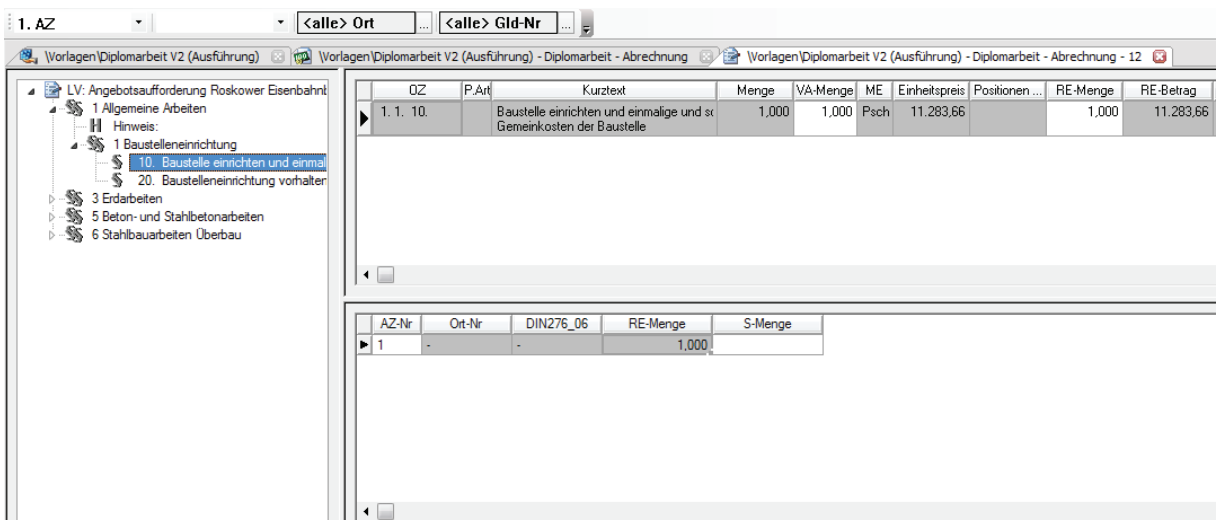 1. AZ <alle> Ort ... <alle> Gld-Nr ...
\Vorlagen\Diplomarbeit V2 (Ausführung) \Vorlagen\Diplomarbeit V2 (Ausführung) - Diplomarbeit - Abrechnung \Vorlagen\Diplomarbeit V2 (Ausführung) - Diplomarbeit - Abrechnung - 12
LV: Angebotsaufforderung Roskower Eisenbahnb
1 Allgemeine Arbeiten
H Hinweis:
1 Baustelleneinrichtung
§ 10. Baustelle einrichten und einmal
§ 20. Baustelleneinrichtung vorhalten
3 Erdarbeiten
5 Beton- und Stahlbetonarbeiten
6 Stahlbauarbeiten Überbau
OZ P.Art Kurztext Menge VA-Menge ME Einheitspreis Positionen ... RE-Menge RE-Betrag
1. 1. 10. Baustelle einrichten und einmalige und so 1,000 1,000 Psch 11.283,66 1,000 11.283,66
Gemeinkosten der Baustelle
AZ-Nr Ort-Nr DIN276_06 RE-Menge S-Menge
1 - - 1,000